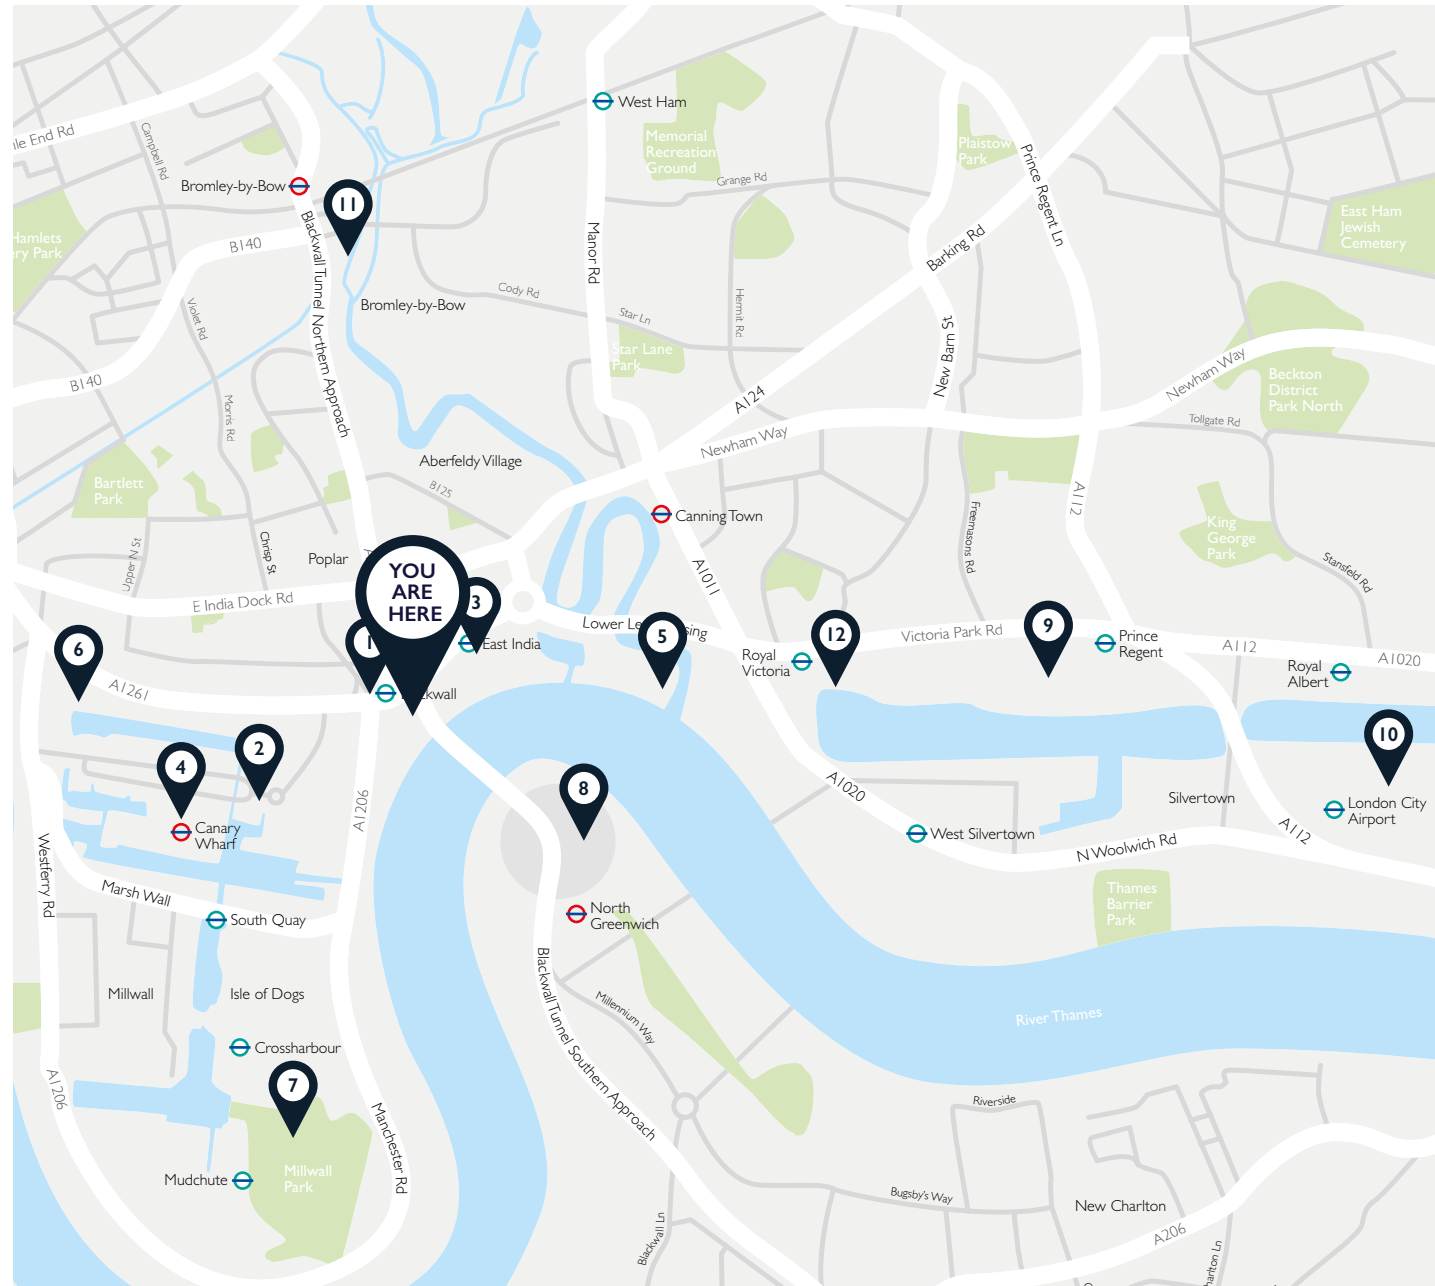 West Ham
ile End Rd
Campbell Rd
Memorial
Recreation
Ground
Plaistow
Park
Prince Regent Ln
Bromley-by-Bow
Grange Rd
11
East Ham
Jewish
Cemetery
Hamlets
ery Park
B140
Blackwall Tunnel Northern Approach
Manor Rd
Barking Rd
Bromley-by-Bow
Cody Rd
Star Ln
Hermit Rd
Violet Rd
New Barn St
Star Lane
Park
B140
Newham Way
Beckton
District
Park North
Morris Rd
A124
Tollgate Rd
Newham Way
Aberfeldy Village
Bartlett
Park
B125
A112
Canning Town
King
George
Park
Freemasons Rd
Upper N St
Chrisp St
Poplar
A1011
Stansfeld Rd
YOU
ARE
HERE
3
E India Dock Rd
Lower Le
sing
5
12
9
Victoria Park Rd
6
1
East India
Royal
Victoria
Prince
Regent
A112
A1020
Royal
Albert
A1261
kwall
2
4
10
8
A1020
A1206
Silvertown
London City
Airport
Canary
Wharf
West Silvertown
A112
N Woolwich Rd
Westferry Rd
Marsh Wall
Thames
Barrier
Park
South Quay
North
Greenwich
Millwall
Isle of Dogs
Blackwall Tunnel Southern Approach
Millennium Way
River Thames
Crossharbour
7
A1206
Manchester Rd
Riverside
Mudchute
Millwall
Park
Bugsby's Way
New Charlton
Blackwall Ln
A206
harlton Ln